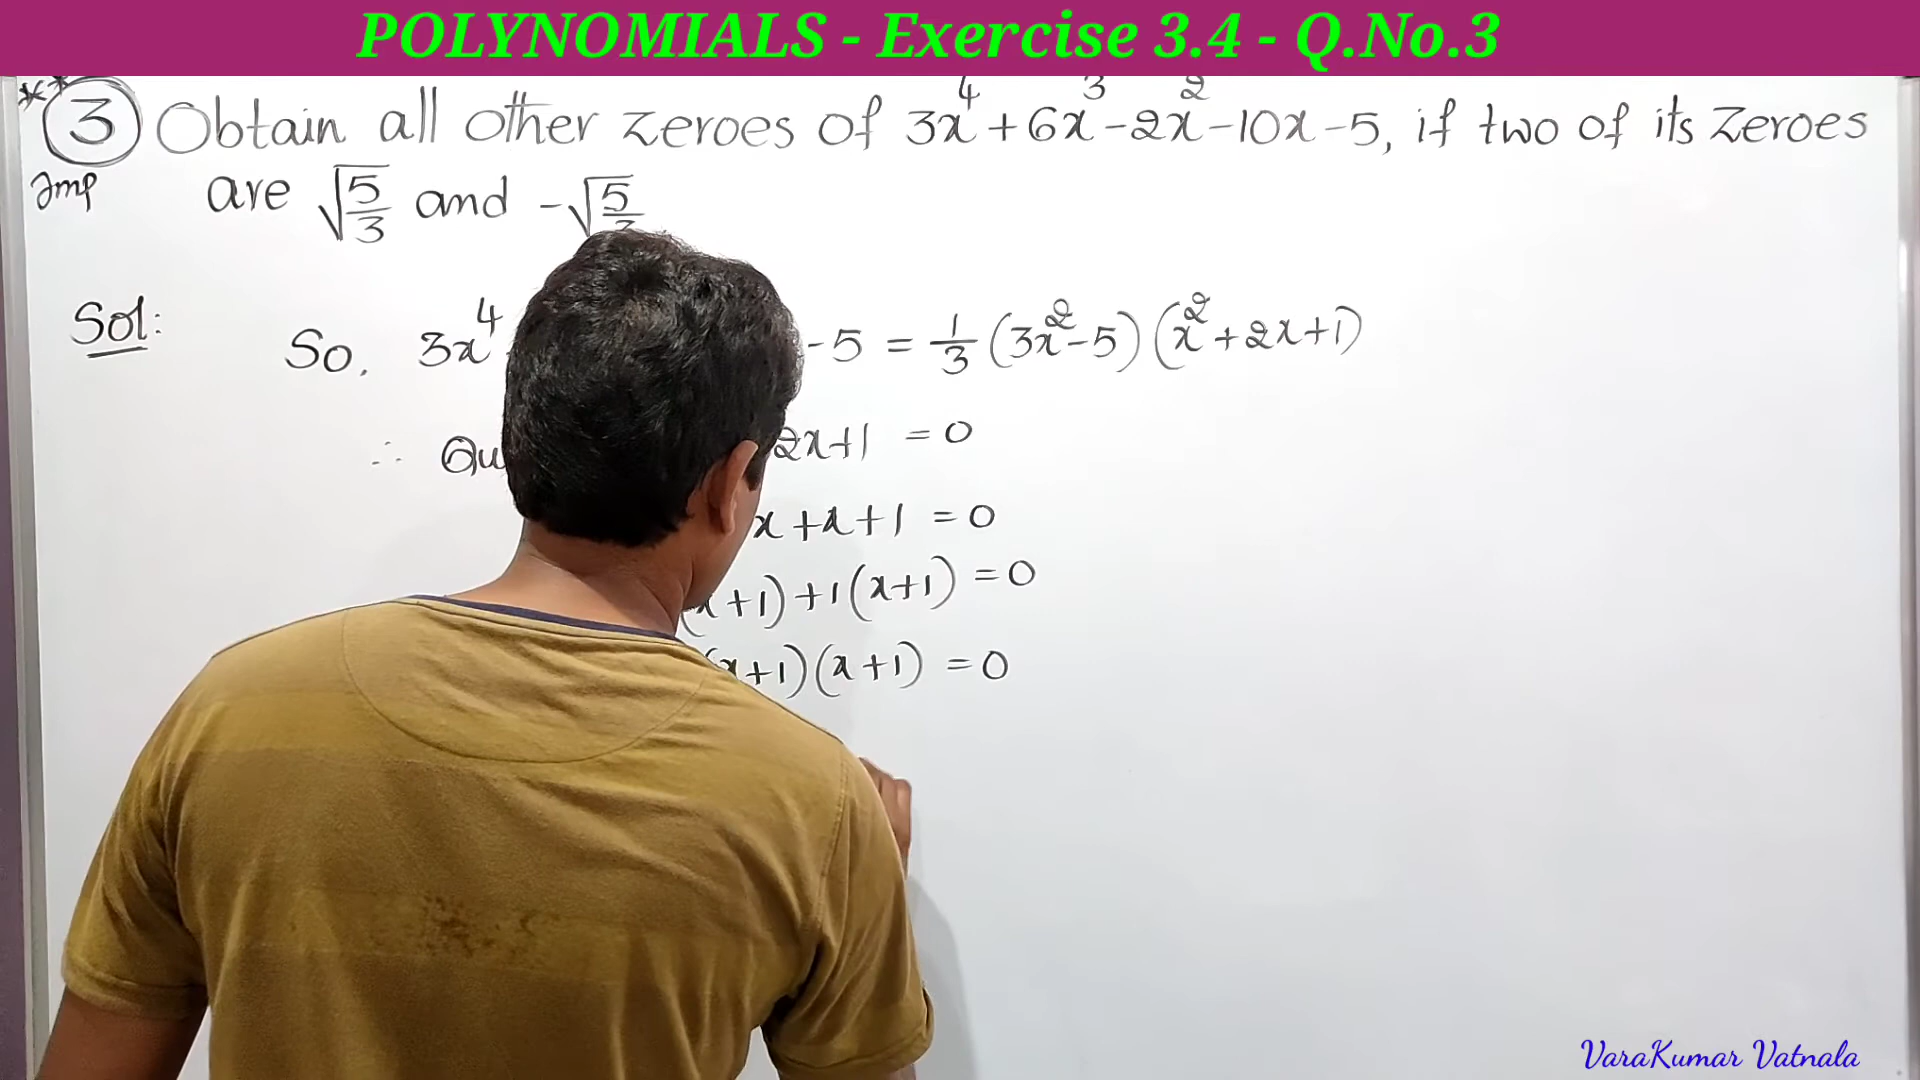 POLYNOMIALS - Exercise 3.4 - Q.No.3
** 3 Obtain all other zeroes of 3x⁴ + 6x³ - 2x² - 10x - 5, if two of its zeroes
Imp are √5/3 and -√5/3
Sol: So, 3x⁴ - 5 = 1/3 (3x² - 5) (x² + 2x + 1)
∴ 2x + 1 = 0
x + x + 1 = 0
(x + 1) + 1 (x + 1) = 0
(x + 1) (x + 1) = 0
VaraKumar Vatnala